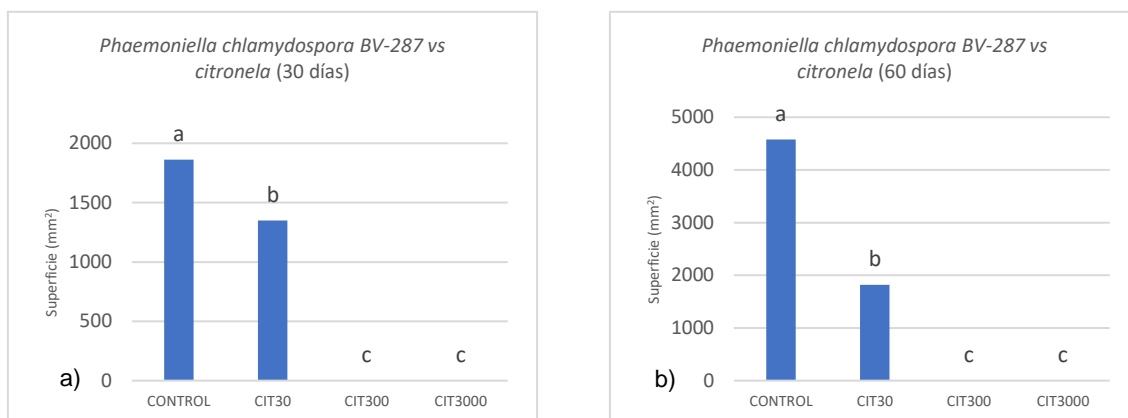 Phaemoniella chlamydospora BV-287 vs
citronela (30 días)
2000
1500
1000
500
0
Superficie (mm²)
a
b
c
c
CONTROL
CIT30
CIT300
CIT3000
a)
Phaemoniella chlamydospora BV-287 vs
citronela (60 días)
5000
4000
3000
2000
1000
0
Superficie (mm²)
a
b
c
c
CONTROL
CIT30
CIT300
CIT3000
b)